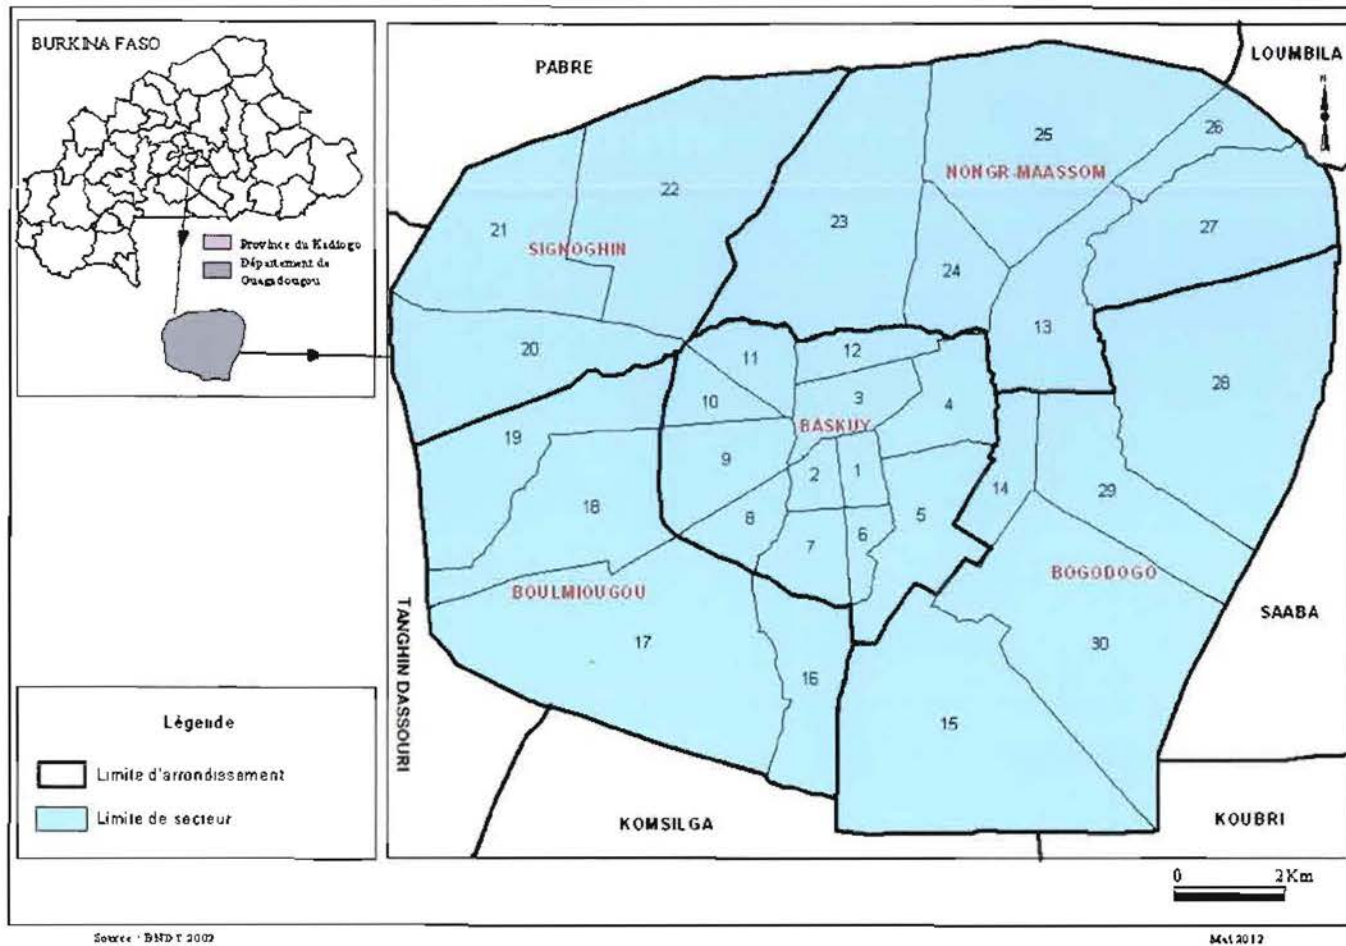 BURKINA FASO
Province du Kadiogo
Département de
Ouagadougou
Légende
Limite d'arrondissement
Limite de secteur
PABRE
LOUMBILA
N
26
25
NONGR-MAASSOM
22
21
23
27
SIGNOGHIN
24
20
13
11
12
28
10
3
4
BASKUY
19
9
2
1
14
29
18
8
5
7
6
BOGODOGO
BOULMIOUGOU
TANGHIN DASSOURI
SAABA
17
30
16
15
KOMSILGA
KOUBRI
0 2 Km
Source : BNDT 2002
Mai 2012